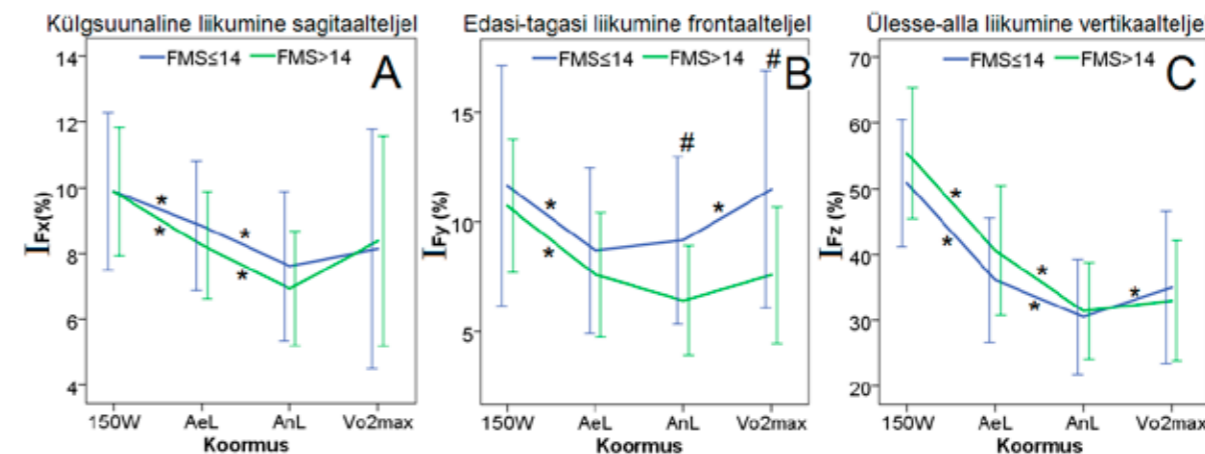 Külgsuunaline liikumine sagitaalteljel
FMS≤14 FMS>14
A
14
12
10
8
6
4
IFx(%)
* * * *
150W AeL AnL Vo2max
Koormus
Edasi-tagasi liikumine frontaalteljel
FMS≤14 FMS>14
#
B
15
10
5
IFy (%)
#
* * *
150W AeL AnL Vo2max
Koormus
Ülesse-alla liikumine vertikaalteljel
FMS≤14 FMS>14
C
70
60
50
40
30
20
IFz (%)
* * * * *
150W AeL AnL Vo2max
Koormus